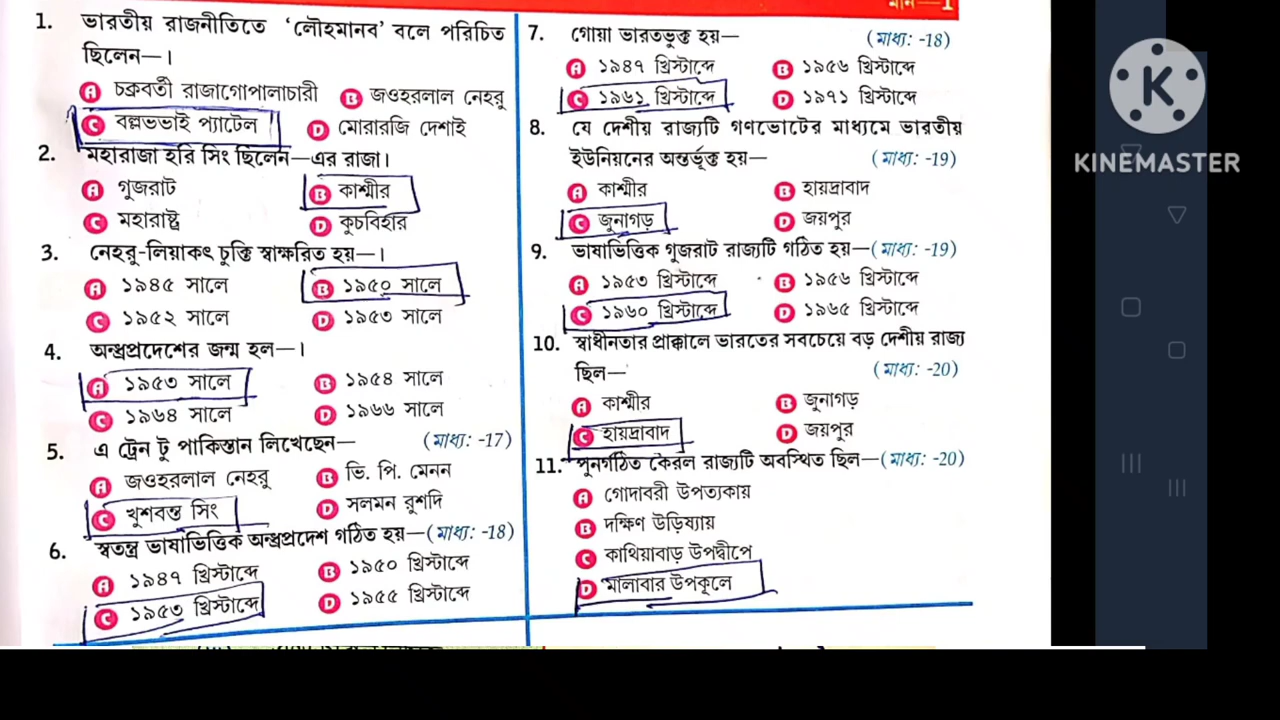 মান—1
1. ভারতীয় রাজনীতিতে ‘লৌহমানব’ বলে পরিচিত
ছিলেন—।
A চক্রবর্তী রাজাগোপালাচারী B জওহরলাল নেহরু
C বল্লভভাই প্যাটেল D মোরারজি দেশাই
2. মহারাজা হরি সিং ছিলেন—এর রাজা।
A গুজরাট B কাশ্মীর
C মহারাষ্ট্র D কুচবিহার
3. নেহরু-লিয়াকৎ চুক্তি স্বাক্ষরিত হয়—।
A ১৯৪৫ সালে B ১৯৫০ সালে
C ১৯৫২ সালে D ১৯৫৩ সালে
4. অন্ধ্রপ্রদেশের জন্ম হল—।
A ১৯৫৩ সালে B ১৯৫৪ সালে
C ১৯৬৪ সালে D ১৯৬৬ সালে
5. এ ট্রেন টু পাকিস্তান লিখেছেন— (মাধ্য: -17)
A জওহরলাল নেহরু B ভি. পি. মেনন
C খুশবন্ত সিং D সলমন রুশদি
6. স্বতন্ত্র ভাষাভিত্তিক অন্ধ্রপ্রদেশ গঠিত হয়—(মাধ্য: -18)
A ১৯৪৭ খ্রিস্টাব্দে B ১৯৫০ খ্রিস্টাব্দে
C ১৯৫৩ খ্রিস্টাব্দে D ১৯৫৫ খ্রিস্টাব্দে
7. গোয়া ভারতভুক্ত হয়— (মাধ্য: -18)
A ১৯৪৭ খ্রিস্টাব্দে B ১৯৫৬ খ্রিস্টাব্দে
C ১৯৬১ খ্রিস্টাব্দে D ১৯৭১ খ্রিস্টাব্দে
8. যে দেশীয় রাজ্যটি গণভোটের মাধ্যমে ভারতীয়
ইউনিয়নের অন্তর্ভূক্ত হয়— (মাধ্য: -19)
A কাশ্মীর B হায়দ্রাবাদ
C জুনাগড় D জয়পুর
9. ভাষাভিত্তিক গুজরাট রাজ্যটি গঠিত হয়—(মাধ্য: -19)
A ১৯৫৩ খ্রিস্টাব্দে B ১৯৫৬ খ্রিস্টাব্দে
C ১৯৬০ খ্রিস্টাব্দে D ১৯৬৫ খ্রিস্টাব্দে
10. স্বাধীনতার প্রাক্কালে ভারতের সবচেয়ে বড় দেশীয় রাজ্য
ছিল— (মাধ্য: -20)
A কাশ্মীর B জুনাগড়
C হায়দ্রাবাদ D জয়পুর
11. পুনর্গঠিত কেরল রাজ্যটি অবস্থিত ছিল—(মাধ্য: -20)
A গোদাবরী উপত্যকায়
B দক্ষিণ উড়িষ্যায়
C কাথিয়াবাড় উপদ্বীপে
D মালাবার উপকূলে
K
KINEMASTER